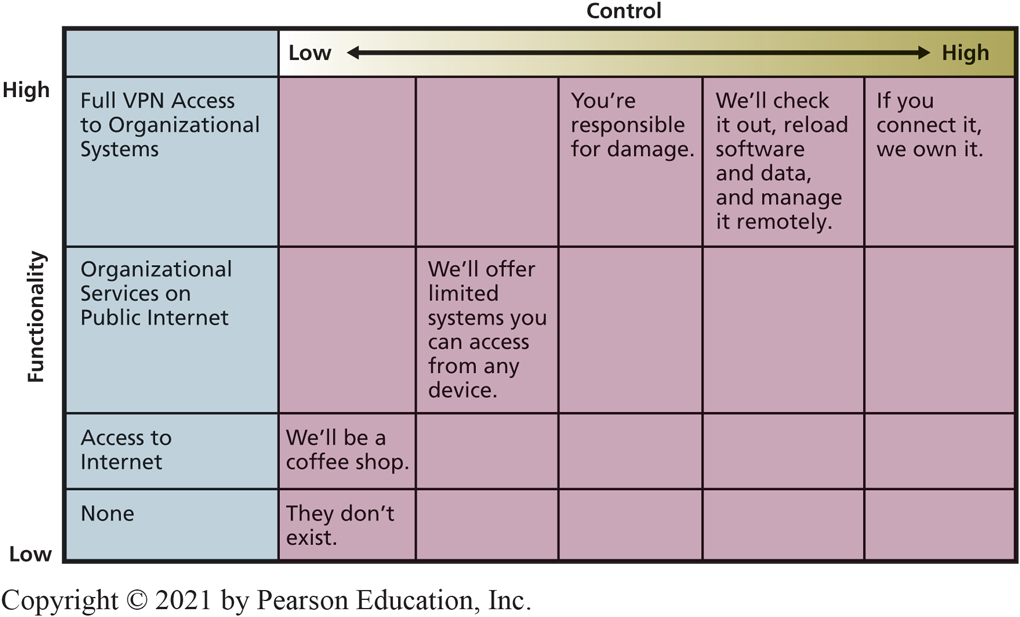 Control
Low
High
High
Full VPN Access
to Organizational
Systems
You’re
responsible
for damage.
We’ll check
it out, reload
software
and data,
and manage
it remotely.
If you
connect it,
we own it.
Functionality
Organizational
Services on
Public Internet
We’ll offer
limited
systems you
can access
from any
device.
Access to
Internet
We’ll be a
coffee shop.
None
They don’t
exist.
Low
Copyright © 2021 by Pearson Education, Inc.